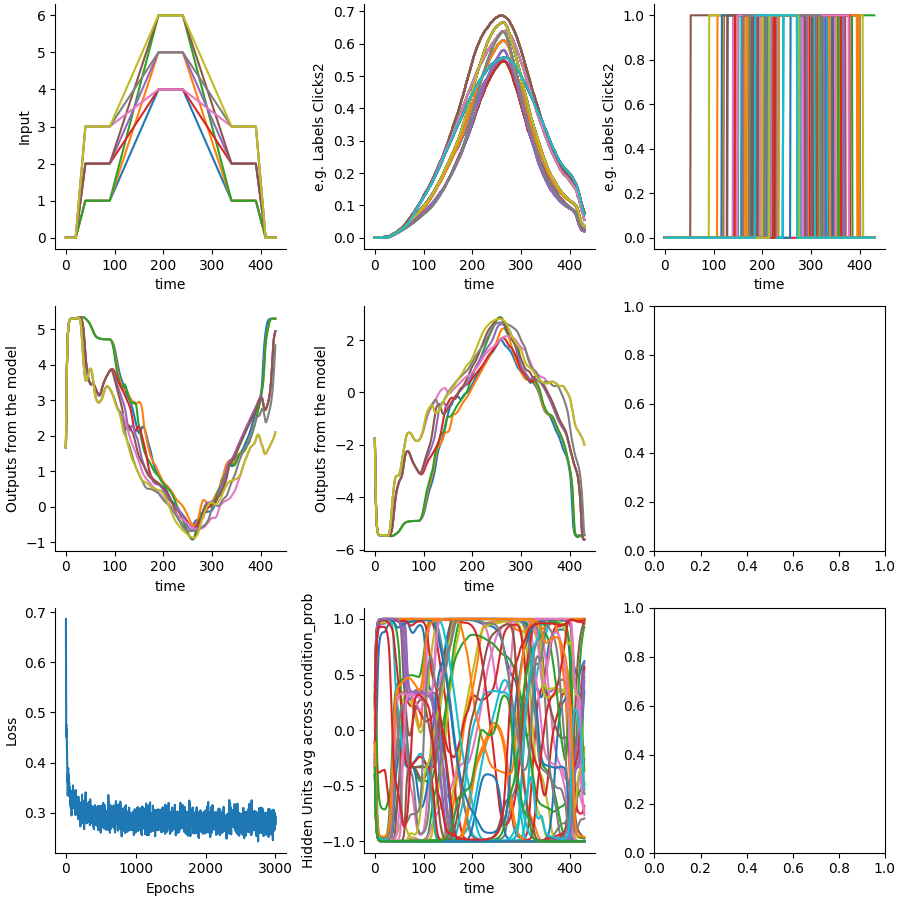 6
5
4
3
2
1
0
Input
0 100 200 300 400
time
0.7
0.6
0.5
0.4
0.3
0.2
0.1
0.0
e.g. Labels Clicks2
0 100 200 300 400
time
1.0
0.8
0.6
0.4
0.2
0.0
e.g. Labels Clicks2
0 100 200 300 400
time
5
4
3
2
1
0
−1
Outputs from the model
0 100 200 300 400
time
2
0
−2
−4
−6
Outputs from the model
0 100 200 300 400
time
1.0
0.8
0.6
0.4
0.2
0.0
0.0 0.2 0.4 0.6 0.8 1.0
0.7
0.6
0.5
0.4
0.3
Loss
0 1000 2000 3000
Epochs
1.0
0.5
0.0
−0.5
−1.0
Hidden Units avg across condition_prob
0 100 200 300 400
time
1.0
0.8
0.6
0.4
0.2
0.0
0.0 0.2 0.4 0.6 0.8 1.0